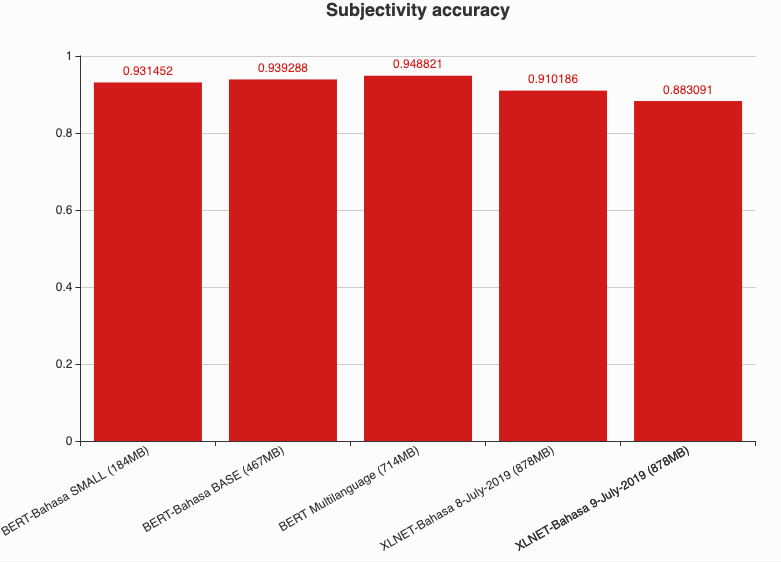 Subjectivity accuracy
1
0.931452
0.939288
0.948821
0.910186
0.883091
0.8
0.6
0.4
0.2
0
BERT-Bahasa SMALL (184MB)
BERT-Bahasa BASE (467MB)
BERT Multilanguage (714MB)
XLNET-Bahasa 8-July-2019 (878MB)
XLNET-Bahasa 9-July-2019 (878MB)